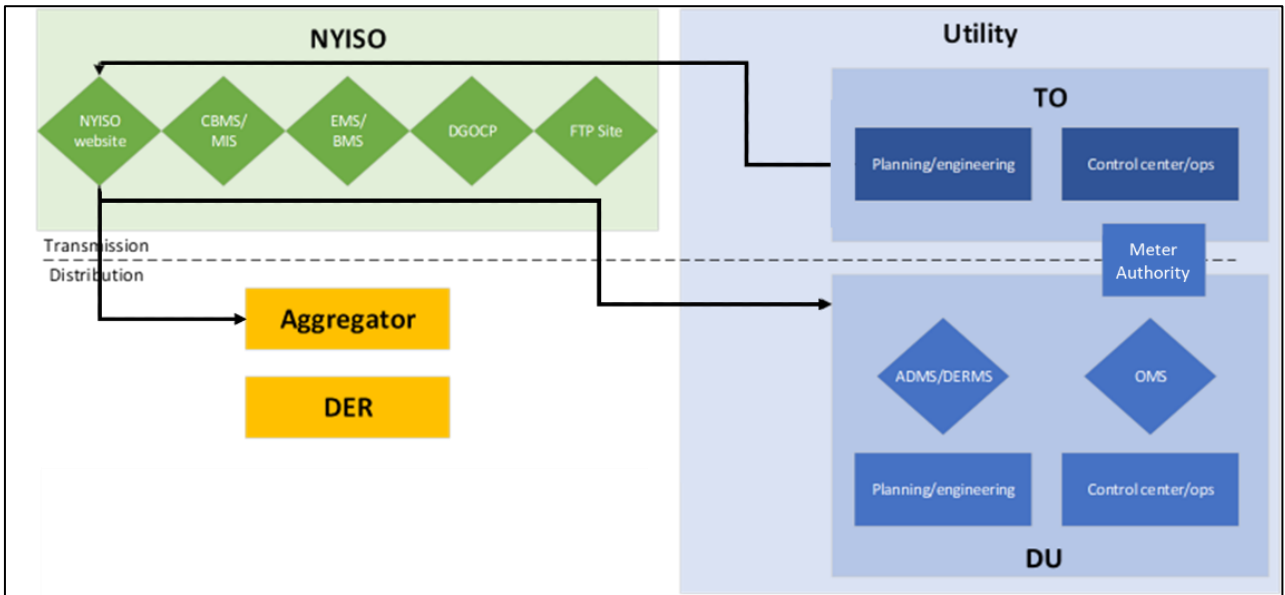 NYISO
Utility
NYISO
website
CBMS/
MIS
EMS/
BMS
DGOCP
FTP Site
TO
Planning/engineering
Control center/ops
Transmission
Distribution
Meter
Authority
Aggregator
DER
ADMS/DERMS
OMS
Planning/engineering
Control center/ops
DU